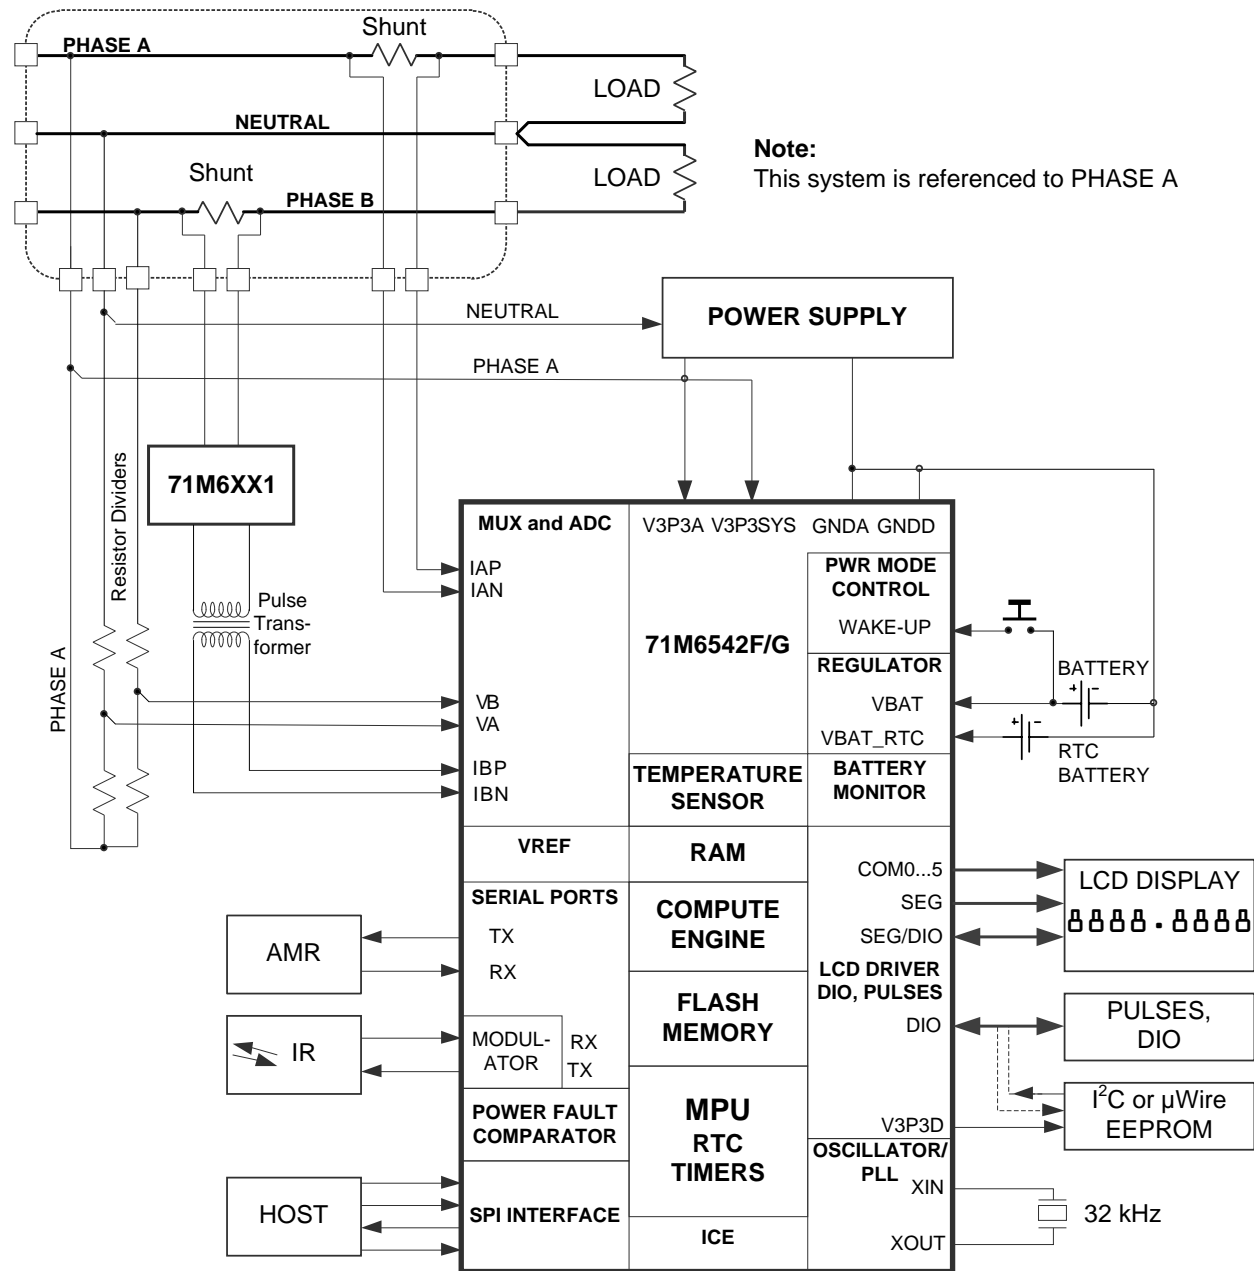 Shunt
PHASE A
LOAD
NEUTRAL
Note:
This system is referenced to PHASE A
Shunt
LOAD
PHASE B
NEUTRAL
POWER SUPPLY
PHASE A
71M6XX1
Resistor Dividers
PHASE A
Pulse
Trans-
former
MUX and ADC
V3P3A V3P3SYS GNDA GNDD
IAP
IAN
PWR MODE
CONTROL
WAKE-UP
71M6542F/G
REGULATOR
BATTERY
VB
VA
VBAT
VBAT_RTC
RTC
BATTERY
IBP
IBN
TEMPERATURE
SENSOR
BATTERY
MONITOR
VREF
RAM
COM0...5
SEG
SEG/DIO
LCD DISPLAY
8888.8888
SERIAL PORTS
TX
RX
AMR
COMPUTE
ENGINE
LCD DRIVER
DIO, PULSES
DIO
PULSES,
DIO
FLASH
MEMORY
IR
MODUL-
ATOR
RX
TX
I²C or µWire
EEPROM
V3P3D
POWER FAULT
COMPARATOR
MPU
RTC
TIMERS
OSCILLATOR/
PLL
XIN
XOUT
32 kHz
HOST
SPI INTERFACE
ICE